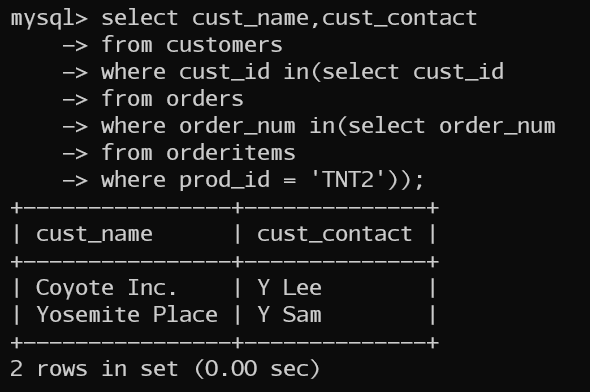 mysql> select cust_name,cust_contact
    -> from customers
    -> where cust_id in(select cust_id
    -> from orders
    -> where order_num in(select order_num
    -> from orderitems
    -> where prod_id = 'TNT2'));
+----------------+--------------+
| cust_name      | cust_contact |
+----------------+--------------+
| Coyote Inc.    | Y Lee        |
| Yosemite Place | Y Sam        |
+----------------+--------------+
2 rows in set (0.00 sec)